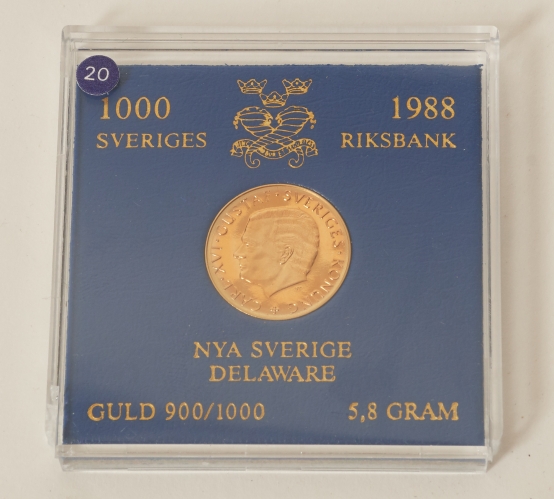 20
1000 1988
SVERIGES RIKSBANK
CARL·XVI·GUSTAF·SVERIGES·KONUNG
NYA SVERIGE
DELAWARE
GULD 900/1000 5,8 GRAM